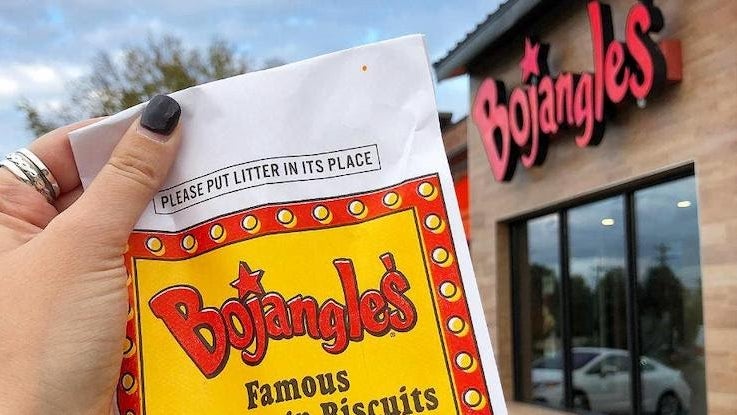 Bojangles
PLEASE PUT LITTER IN ITS PLACE
Bojangles'
Famous
Biscuits